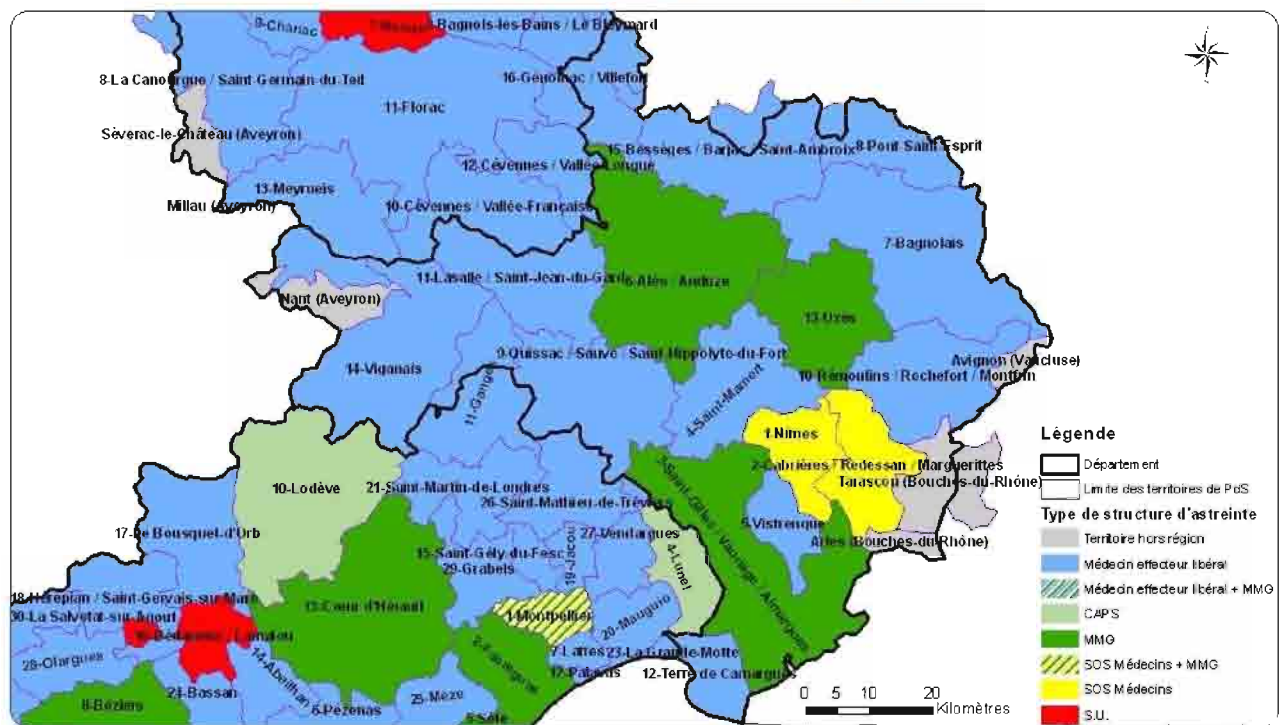 9-Chanac
Bagnols-les-Bains / Le Bleymard
8-La Canourgue / Saint-Germain-du-Teil
16-Genolhac / Villefort
11-Florac
Séverac-le-Château (Aveyron)
15-Bessèges / Barjac / Saint-Ambroix
8-Pont-Saint-Esprit
12-Cévennes / Vallée-Longue
13-Meyrueis
Millau (Aveyron)
10-Cévennes / Vallée-Française
7-Bagnolais
11-Lasalle / Saint-Jean-du-Gard
6-Alès / Anduze
Nant (Aveyron)
13-Uzès
9-Quissac / Sauve / Saint-Hippolyte-du-Fort
Avignon (Vaucluse)
14-Viganais
10-Remoulins / Rochefort / Montfrin
11-Ganges
4-Saint-Mamert
1-Nîmes
2-Cabrières / Redessan / Marguerittes
Tarascon (Bouches-du-Rhône)
10-Lodève
21-Saint-Martin-de-Londres
3-Saint-Gilles / Vaunage / Aimargues
26-Saint-Mathieu-de-Tréviers
5-Vistrenque
17-Le Bousquet-d'Orb
27-Vendargues
Arles (Bouches-du-Rhône)
15-Saint-Gély-du-Fesc
19-Jacou
4-Lunel
29-Grabels
18-Hérépian / Saint-Gervais-sur-Mare
13-Coeur d'Hérault
30-La Salvetat-sur-Agout
1-Montpellier
20-Mauguio
28-Olargues
14-Abeilhan
7-Lattes
23-La Grande-Motte
12-Palavas
12-Terre de Camargues
24-Bassan
25-Mèze
8-Béziers
6-Pézenas
5-Sète
Légende
Département
Limite des territoires de PdS
Type de structure d'astreinte
Territoire hors région
Médecin effecteur libéral
Médecin effecteur libéral + MMG
CAPS
MMG
SOS Médecins + MMG
SOS Médecins
S.U.
0 5 10 20
Kilomètres